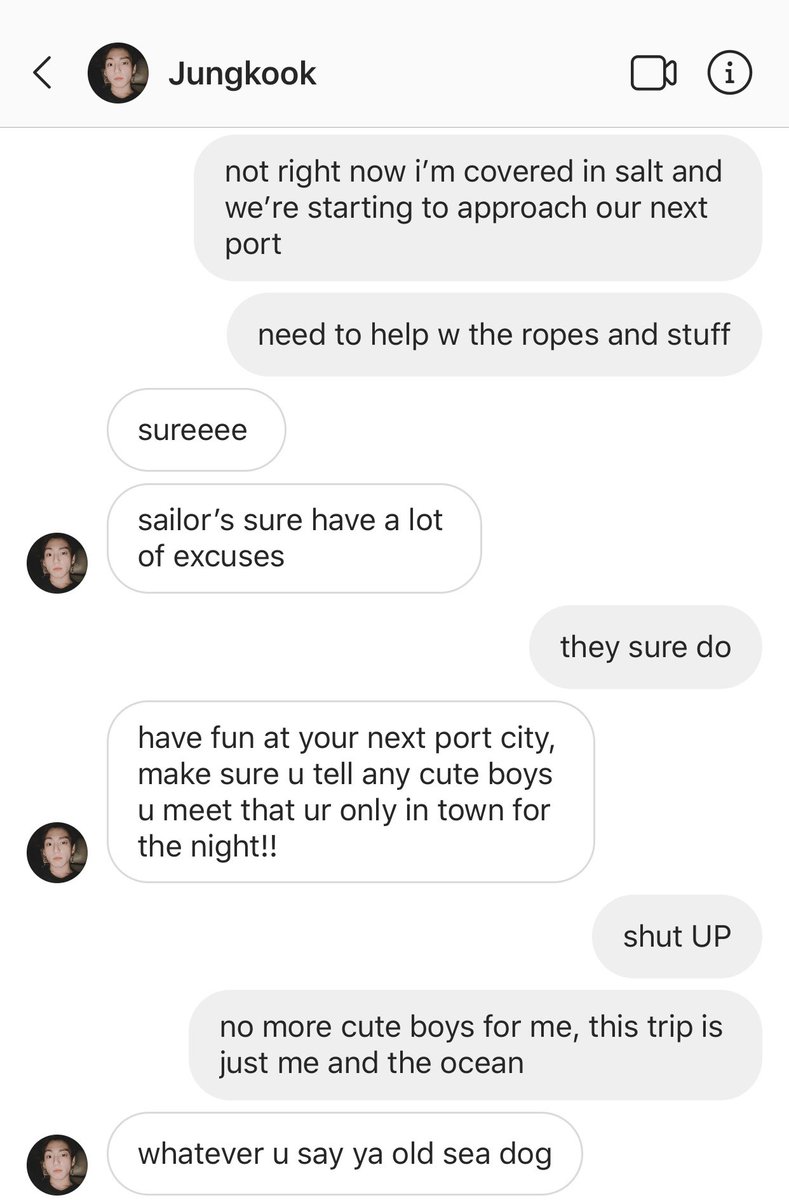 Jungkook
not right now i’m covered in salt and
we’re starting to approach our next
port
need to help w the ropes and stuff
sureeee
sailor’s sure have a lot
of excuses
they sure do
have fun at your next port city,
make sure u tell any cute boys
u meet that ur only in town for
the night!!
shut UP
no more cute boys for me, this trip is
just me and the ocean
whatever u say ya old sea dog